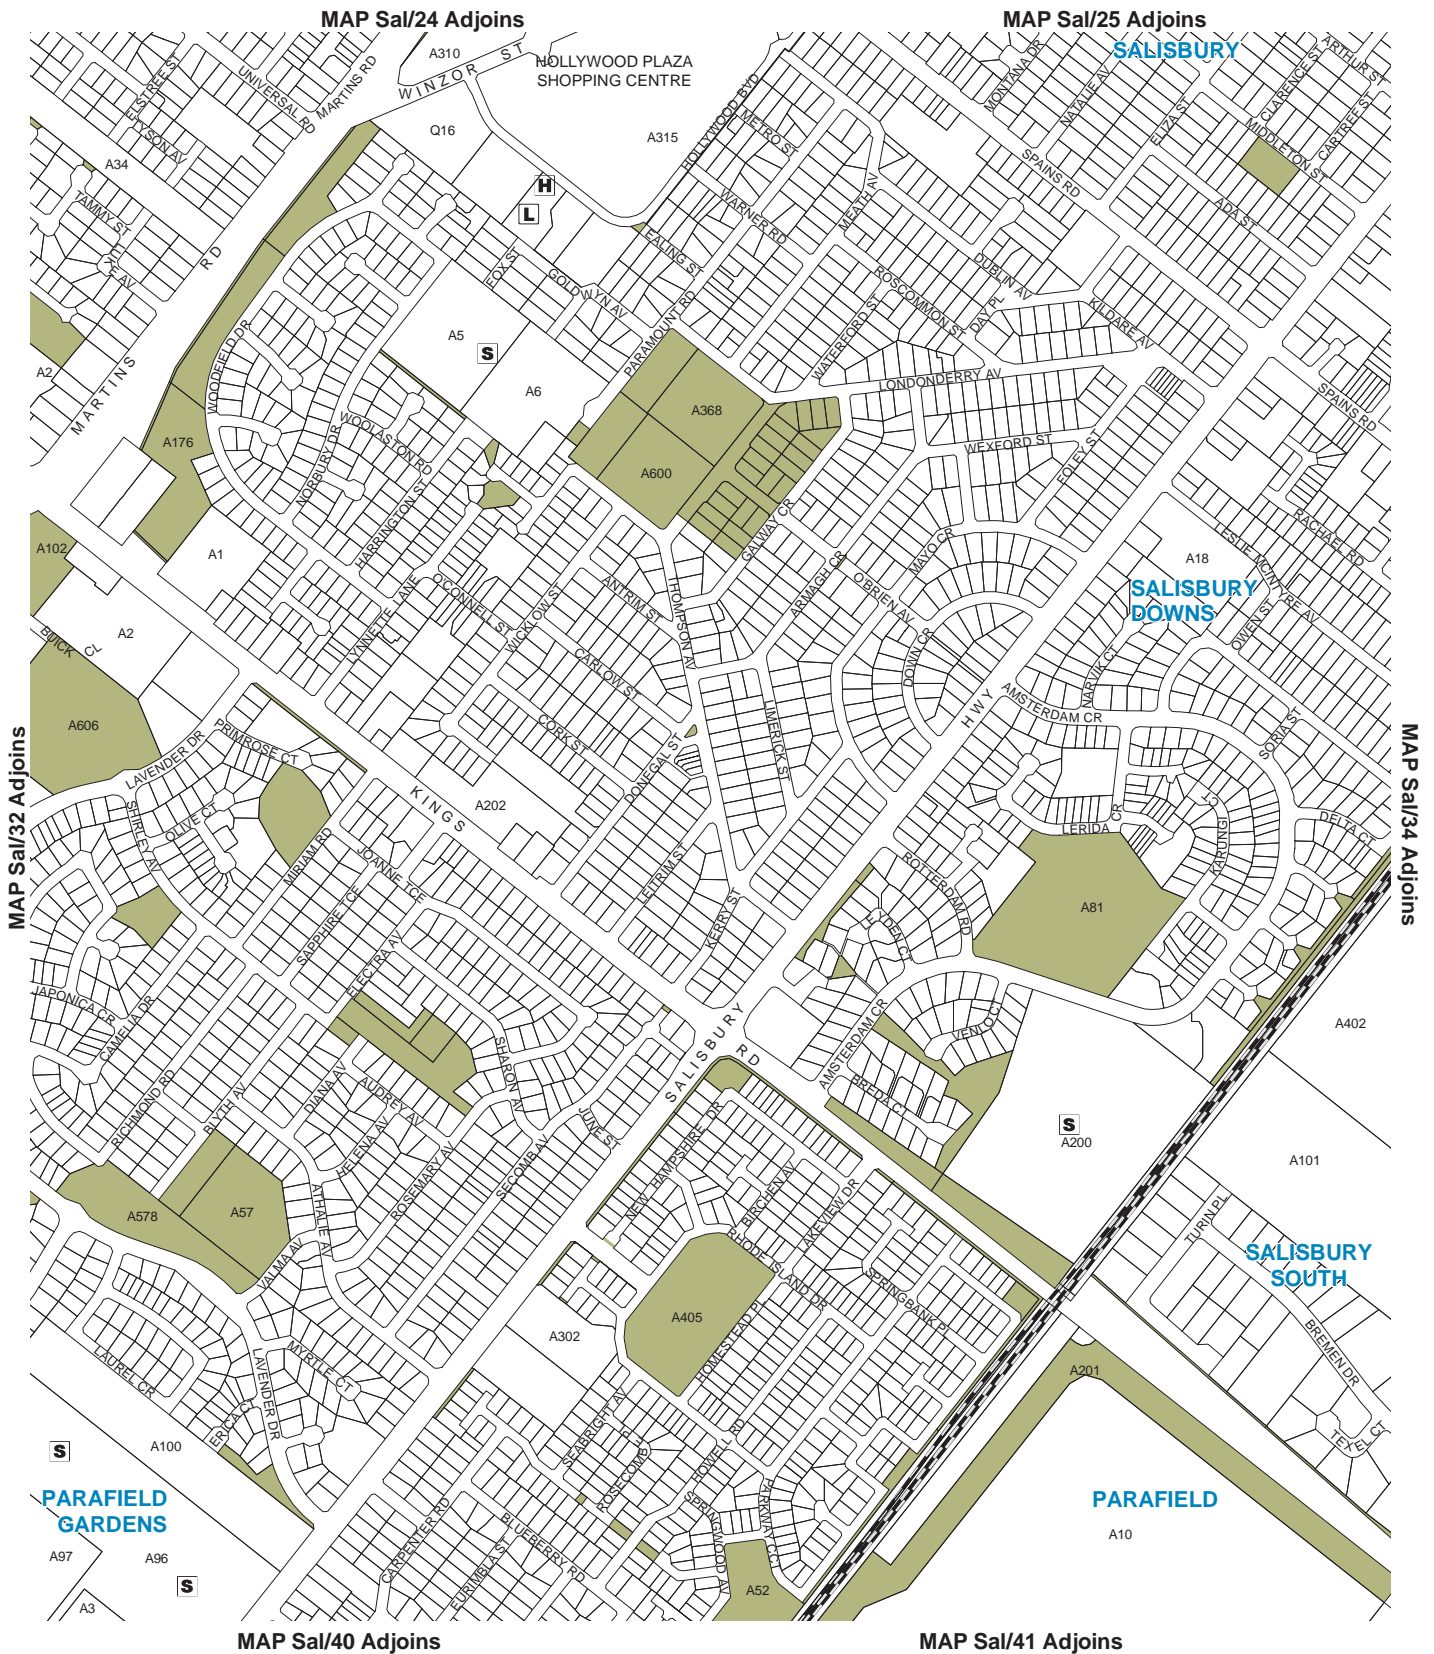 MAP Sal/24 Adjoins
MAP Sal/25 Adjoins
A310
WINZOR ST
HOLLYWOOD PLAZA
SHOPPING CENTRE
SALISBURY
ARTHUR ST
CLARENCE ST
MONTANA DR
NATALIE AV
ELIZA ST
MIDDLETON ST
CARTREF ST
ELSTREE ST
TYSON AV
UNIVERSAL RD
MARTINS RD
Q16
A315
HOLLYWOOD BVD
METRO ST
SPAINS RD
A34
H
L
TAMMY ST
MEATH AV
WARNER RD
ADA ST
EALING ST
MARTINS RD
FOX ST
GOLDWYN AV
DUBLIN AV
ROSCOMMON ST
DAY PL
KILDARE AV
PARAMOUNT RD
WATERFORD ST
A5
S
A6
A2
WOODFIELD DR
LONDONDERRY AV
SPAINS RD
A368
WOOLASTON RD
NORBURY DR
A176
WEXFORD ST
FOLEY ST
A600
HARRINGTON ST
GALWAY CR
RACHAEL RD
LESLIE MCINTYRE AV
A102
A1
MAYO CR
A18
ARMAGH CR
O'BRIEN AV
SALISBURY
DOWNS
LYNNETTE LANE
O'CONNELL ST
WICKLOW ST
ANTRIM ST
THOMPSON AV
OWEN ST
A2
BUICK CL
DOWN CR
CARLOW ST
NARVIK CT
AMSTERDAM CR
HWY
A606
LIMERICK ST
SORIA ST
PRIMROSE CT
LAVENDER DR
CORK ST
DONEGAL ST
MAP Sal/32 Adjoins
MAP Sal/34 Adjoins
KINGS
A202
SHIRLEY AV
OLIVE CT
LERIDA CR
KARUNGI CT
DELTA CT
MIRIAM RD
JOANNE TCE
LEITRIM ST
ROTTERDAM RD
A81
SAPPHIRE TCE
ELECTRA AV
KERRY ST
LEYDEN CT
JAPONICA CR
CAMELIA DR
SALISBURY
RD
AMSTERDAM CR
VENLO CT
A402
SHARON AV
DIANA AV
AUDREY AV
BREDA CT
RICHMOND RD
BLYTH AV
HELENA AV
JUNE ST
NEW HAMPSHIRE DR
S
A200
A101
ROSEMARY AV
SECOMB AV
BIRCHEN AV
LAKEVIEW DR
ATHALIE AV
TURIN PL
A578
A57
VALMA AV
RHODE ISLAND DR
SALISBURY
SOUTH
SPRINGBANK PL
A405
A302
HOMESTEAD PL
BREMEN DR
LAUREL CR
LAVENDER DR
MYRTLE CT
A201
ERICA CT
SEABRIGHT AV
HOWELL RD
TEXEL CT
S
A100
ROSECOMBE PL
PARKWAY CCT
SPRINGWOOD AV
PARAFIELD
GARDENS
PARAFIELD
A10
CARPENTER RD
BLUEBERRY RD
EURIMBLA ST
A97
A96
S
A52
A3
MAP Sal/40 Adjoins
MAP Sal/41 Adjoins